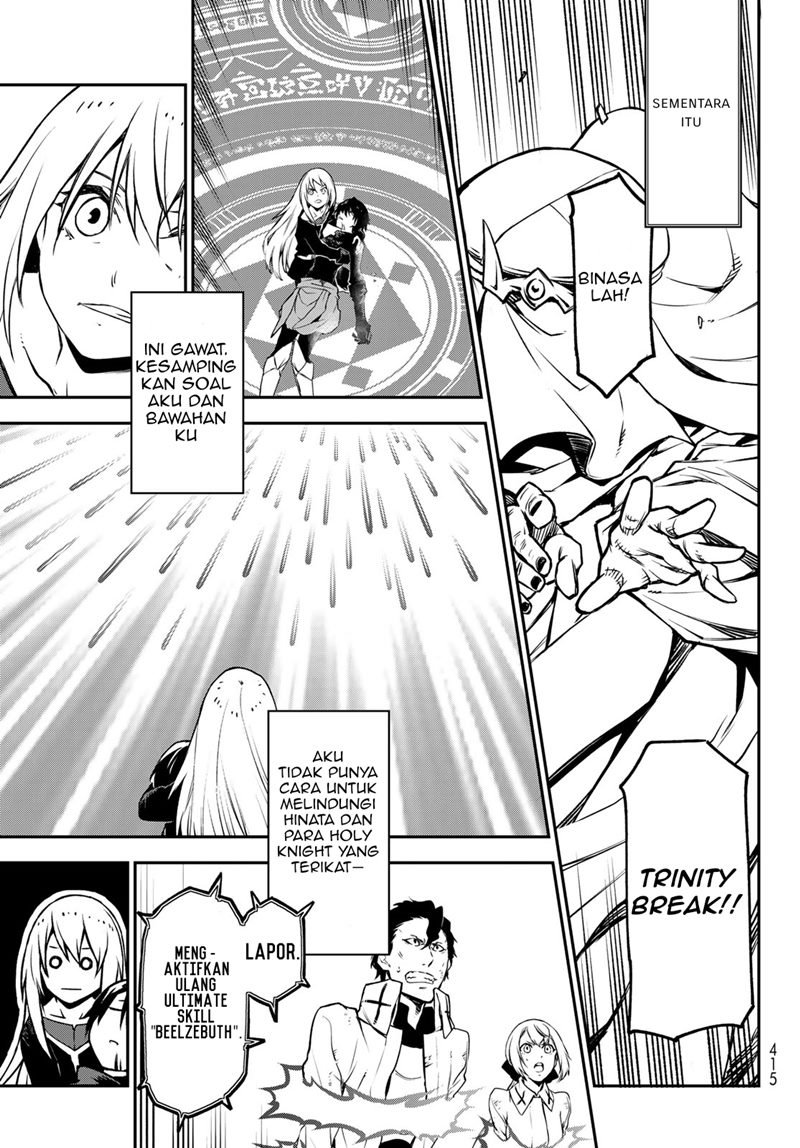 SEMENTARA
ITU
BINASA
LAH!
TRINITY
BREAK!!
INI GAWAT.
KESAMPING
KAN SOAL
AKU DAN
BAWAHAN
KU
AKU
TIDAK PUNYA
CARA UNTUK
MELINDUNGI
HINATA DAN
PARA HOLY
KNIGHT YANG
TERIKAT—
LAPOR.
MENG-
AKTIFKAN
ULANG
ULTIMATE
SKILL
"BEELZEBUTH".
415